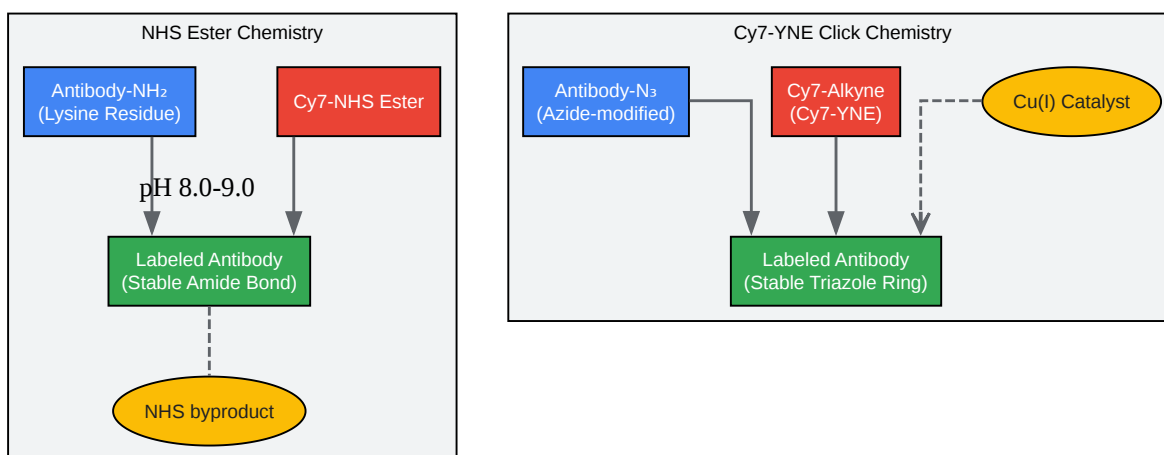 NHS Ester Chemistry
Antibody-NH₂
(Lysine Residue)
Cy7-NHS Ester
pH 8.0-9.0
Labeled Antibody
(Stable Amide Bond)
NHS byproduct
Cy7-YNE Click Chemistry
Antibody-N₃
(Azide-modified)
Cy7-Alkyne
(Cy7-YNE)
Cu(I) Catalyst
Labeled Antibody
(Stable Triazole Ring)